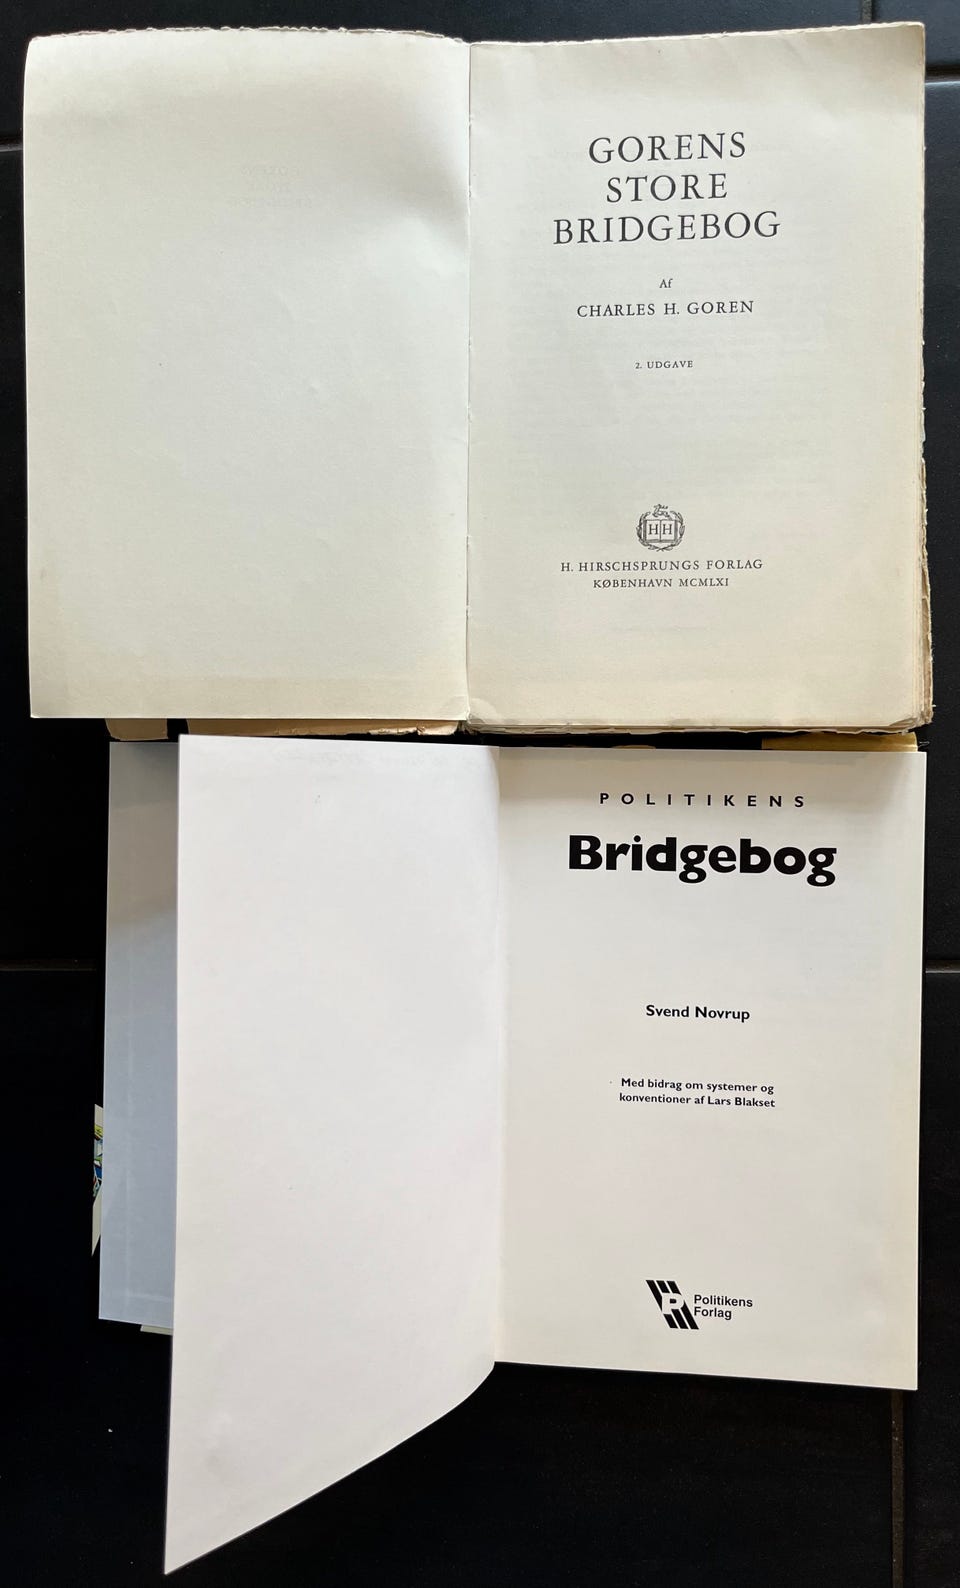 GORENS
STORE
BRIDGEBOG
Af
CHARLES H. GOREN
2. UDGAVE
HH
H. HIRSCHSPRUNGS FORLAG
KØBENHAVN MCMLXI
POLITIKENS
Bridgebog
Svend Novrup
Med bidrag om systemer og
konventioner af Lars Blakset
P
Politikens
Forlag